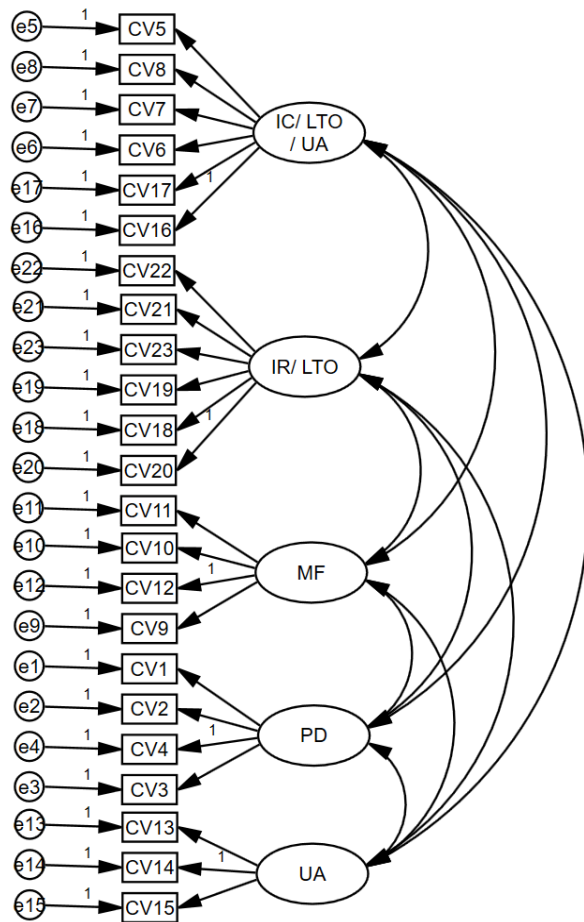 e5 1 CV5
e8 1 CV8
e7 1 CV7
IC/ LTO
/ UA
e6 1 CV6
e17 1 CV17 1
e16 1 CV16
e22 1 CV22
e21 1 CV21
e23 1 CV23
IR/ LTO
e19 1 CV19
e18 1 CV18 1
e20 1 CV20
e11 1 CV11
e10 1 CV10
MF
e12 1 CV12 1
e9 1 CV9
e1 1 CV1
e2 1 CV2
PD
e4 1 CV4 1
e3 1 CV3
e13 1 CV13
e14 1 CV14 1
UA
e15 1 CV15